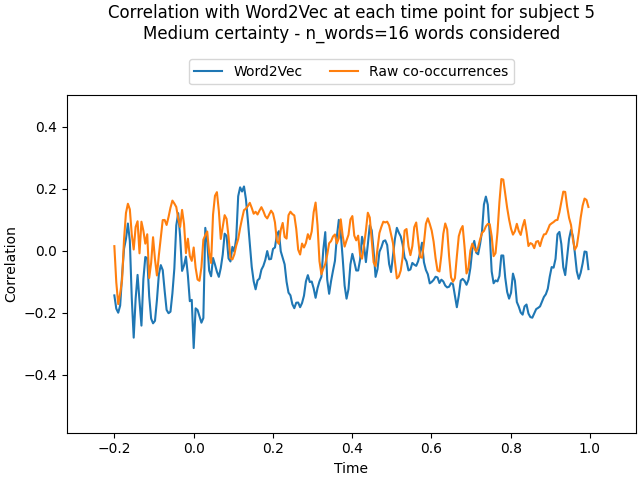 Correlation with Word2Vec at each time point for subject 5
Medium certainty - n_words=16 words considered
Word2Vec
Raw co-occurrences
0.4
0.2
0.0
−0.2
−0.4
Correlation
−0.2
0.0
0.2
0.4
0.6
0.8
1.0
Time